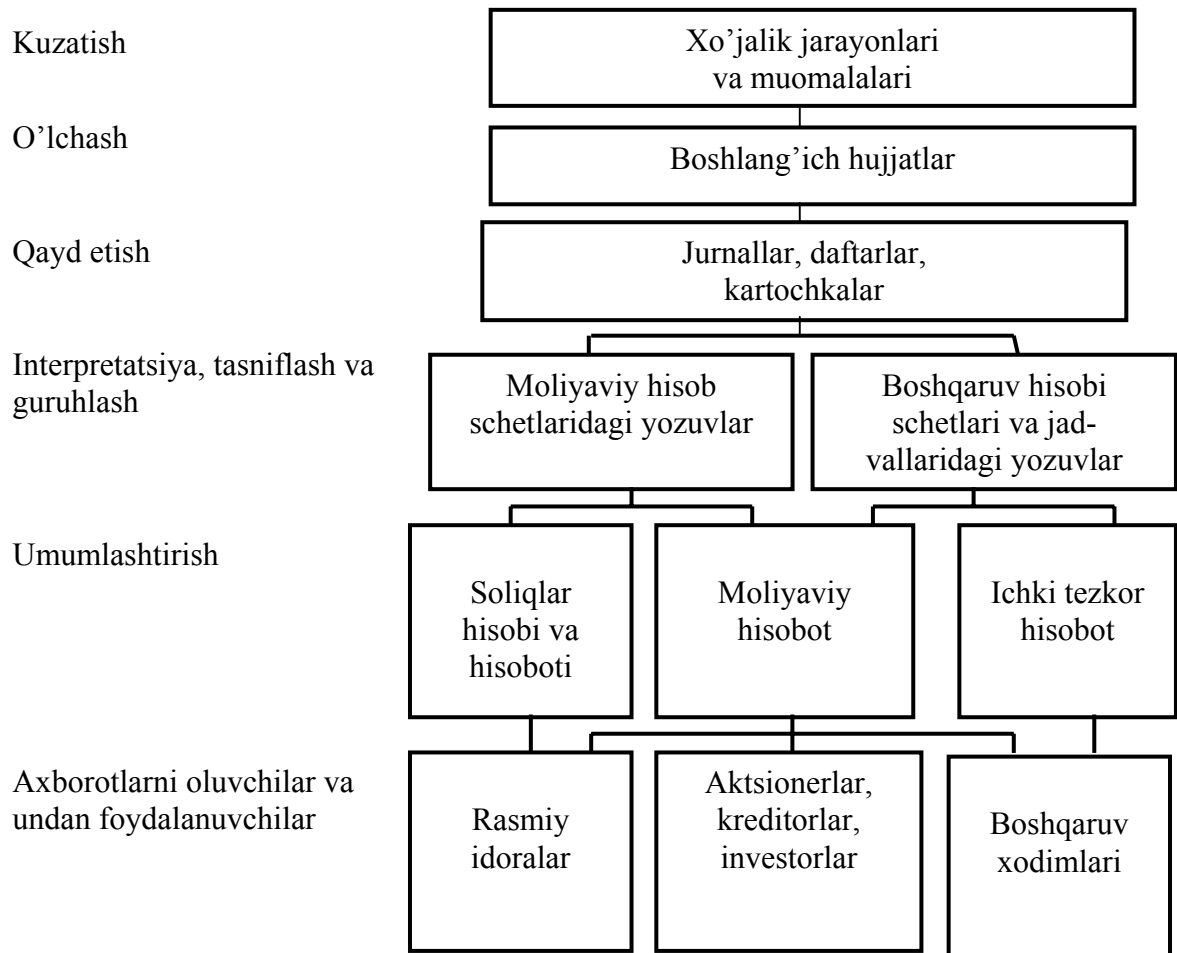 Kuzatish
Xo’jalik jarayonlari
va muomalalari
O’lchash
Boshlang’ich hujjatlar
Qayd etish
Jurnallar, daftarlar,
kartochkalar
Interpretatsiya, tasniflash va
guruhlash
Moliyaviy hisob
schetlaridagi yozuvlar
Boshqaruv hisobi
schetlari va jad-
vallaridagi yozuvlar
Umumlashtirish
Soliqlar
hisobi va
hisoboti
Moliyaviy
hisobot
Ichki tezkor
hisobot
Axborotlarni oluvchilar va
undan foydalanuvchilar
Rasmiy
idoralar
Aktsionerlar,
kreditorlar,
investorlar
Boshqaruv
xodimlari